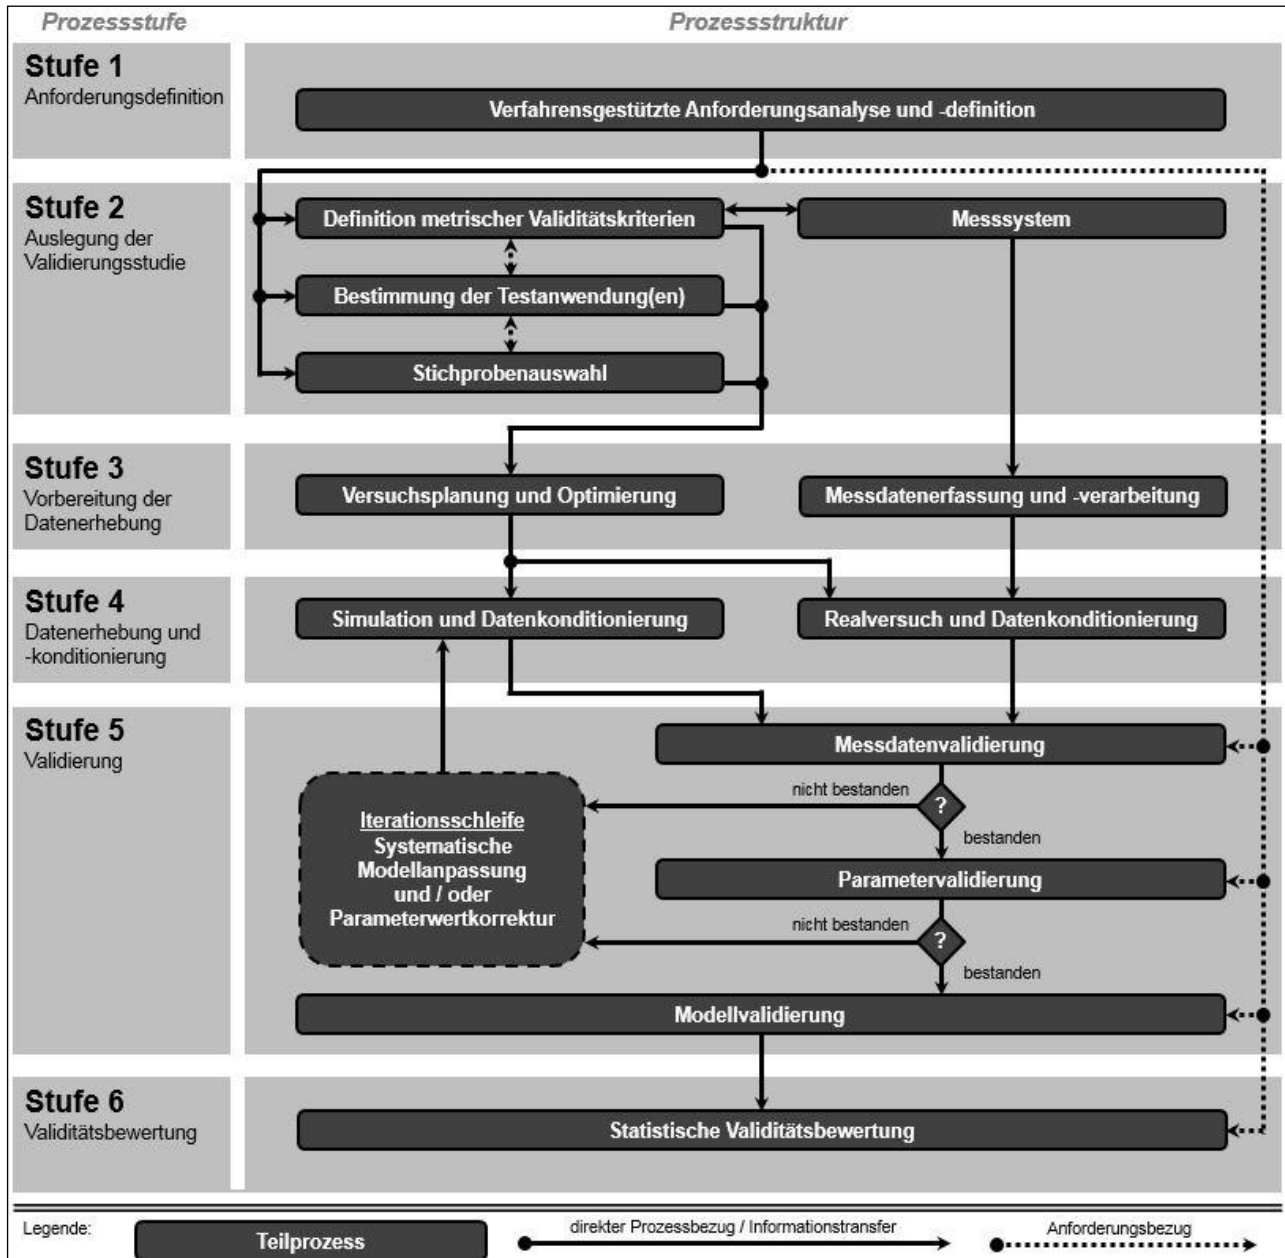 Prozessstufe
Prozessstruktur
Stufe 1
Anforderungsdefinition
Verfahrensgestützte Anforderungsanalyse und -definition
Stufe 2
Auslegung der
Validierungsstudie
Definition metrischer Validitätskriterien
Messsystem
Bestimmung der Testanwendung(en)
Stichprobenauswahl
Stufe 3
Vorbereitung der
Datenerhebung
Versuchsplanung und Optimierung
Messdatenerfassung und -verarbeitung
Stufe 4
Datenerhebung und
-konditionierung
Simulation und Datenkonditionierung
Realversuch und Datenkonditionierung
Stufe 5
Validierung
Messdatenvalidierung
nicht bestanden
?
bestanden
Iterationsschleife
Systematische
Modellanpassung
und / oder
Parameterwertkorrektur
Parametervalidierung
nicht bestanden
?
bestanden
Modellvalidierung
Stufe 6
Validitätsbewertung
Statistische Validitätsbewertung
Legende:
Teilprozess
direkter Prozessbezug / Informationstransfer
Anforderungsbezug